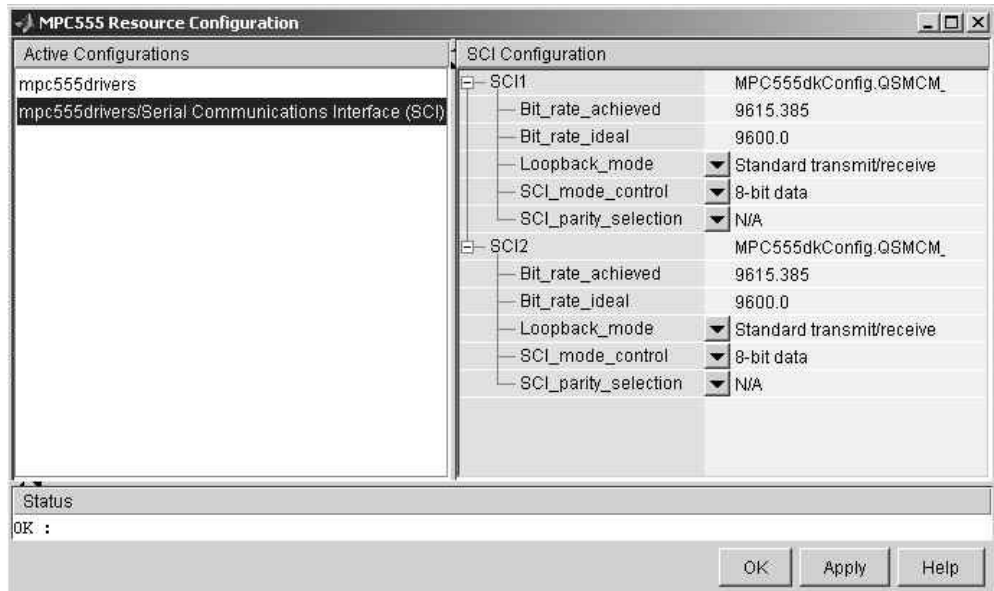 MPC555 Resource Configuration
Active Configurations
mpc555drivers
mpc555drivers/Serial Communications Interface (SCI)
SCI Configuration
SCI1 MPC555dkConfig.QSMCM_
Bit_rate_achieved 9615.385
Bit_rate_ideal 9600.0
Loopback_mode Standard transmit/receive
SCI_mode_control 8-bit data
SCI_parity_selection N/A
SCI2 MPC555dkConfig.QSMCM_
Bit_rate_achieved 9615.385
Bit_rate_ideal 9600.0
Loopback_mode Standard transmit/receive
SCI_mode_control 8-bit data
SCI_parity_selection N/A
Status
OK :
OK Apply Help